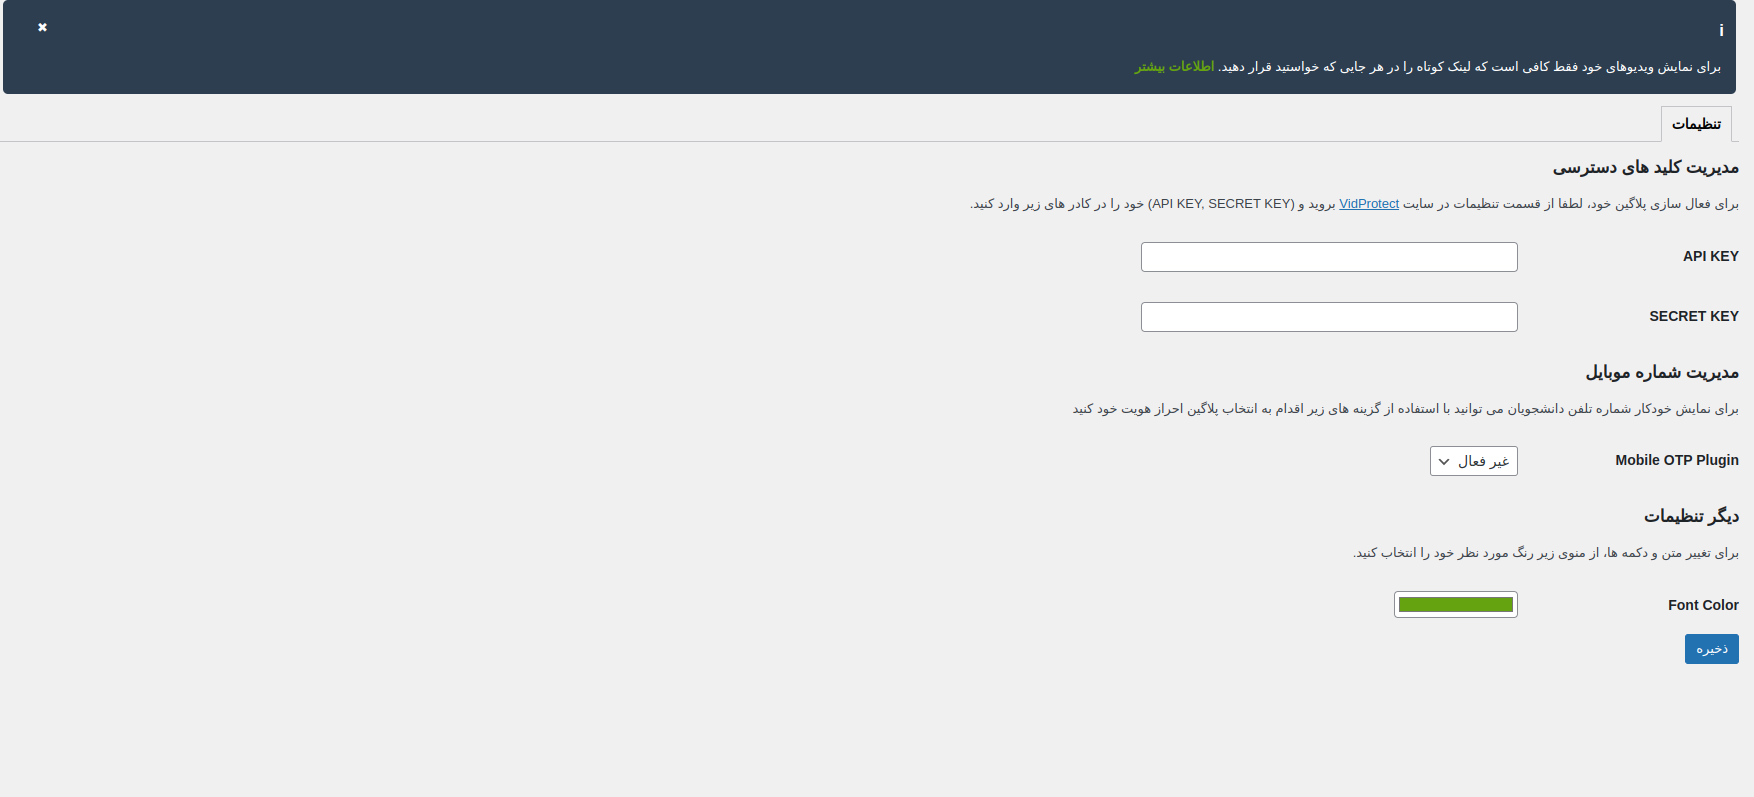 i
✖
برای نمایش ویدیوهای خود فقط کافی است که لینک کوتاه را در هر جایی که خواستید قرار دهید. اطلاعات بیشتر
تنظیمات
مدیریت کلید های دسترسی
برای فعال سازی پلاگین خود، لطفا از قسمت تنظیمات در سایت VidProtect بروید و (API KEY, SECRET KEY) خود را در کادر های زیر وارد کنید.
API KEY
SECRET KEY
مدیریت شماره موبایل
برای نمایش خودکار شماره تلفن دانشجویان می توانید با استفاده از گزینه های زیر اقدام به انتخاب پلاگین احراز هویت خود کنید
Mobile OTP Plugin
غیر فعال
دیگر تنظیمات
برای تغییر متن و دکمه ها، از منوی زیر رنگ مورد نظر خود را انتخاب کنید.
Font Color
ذخیره